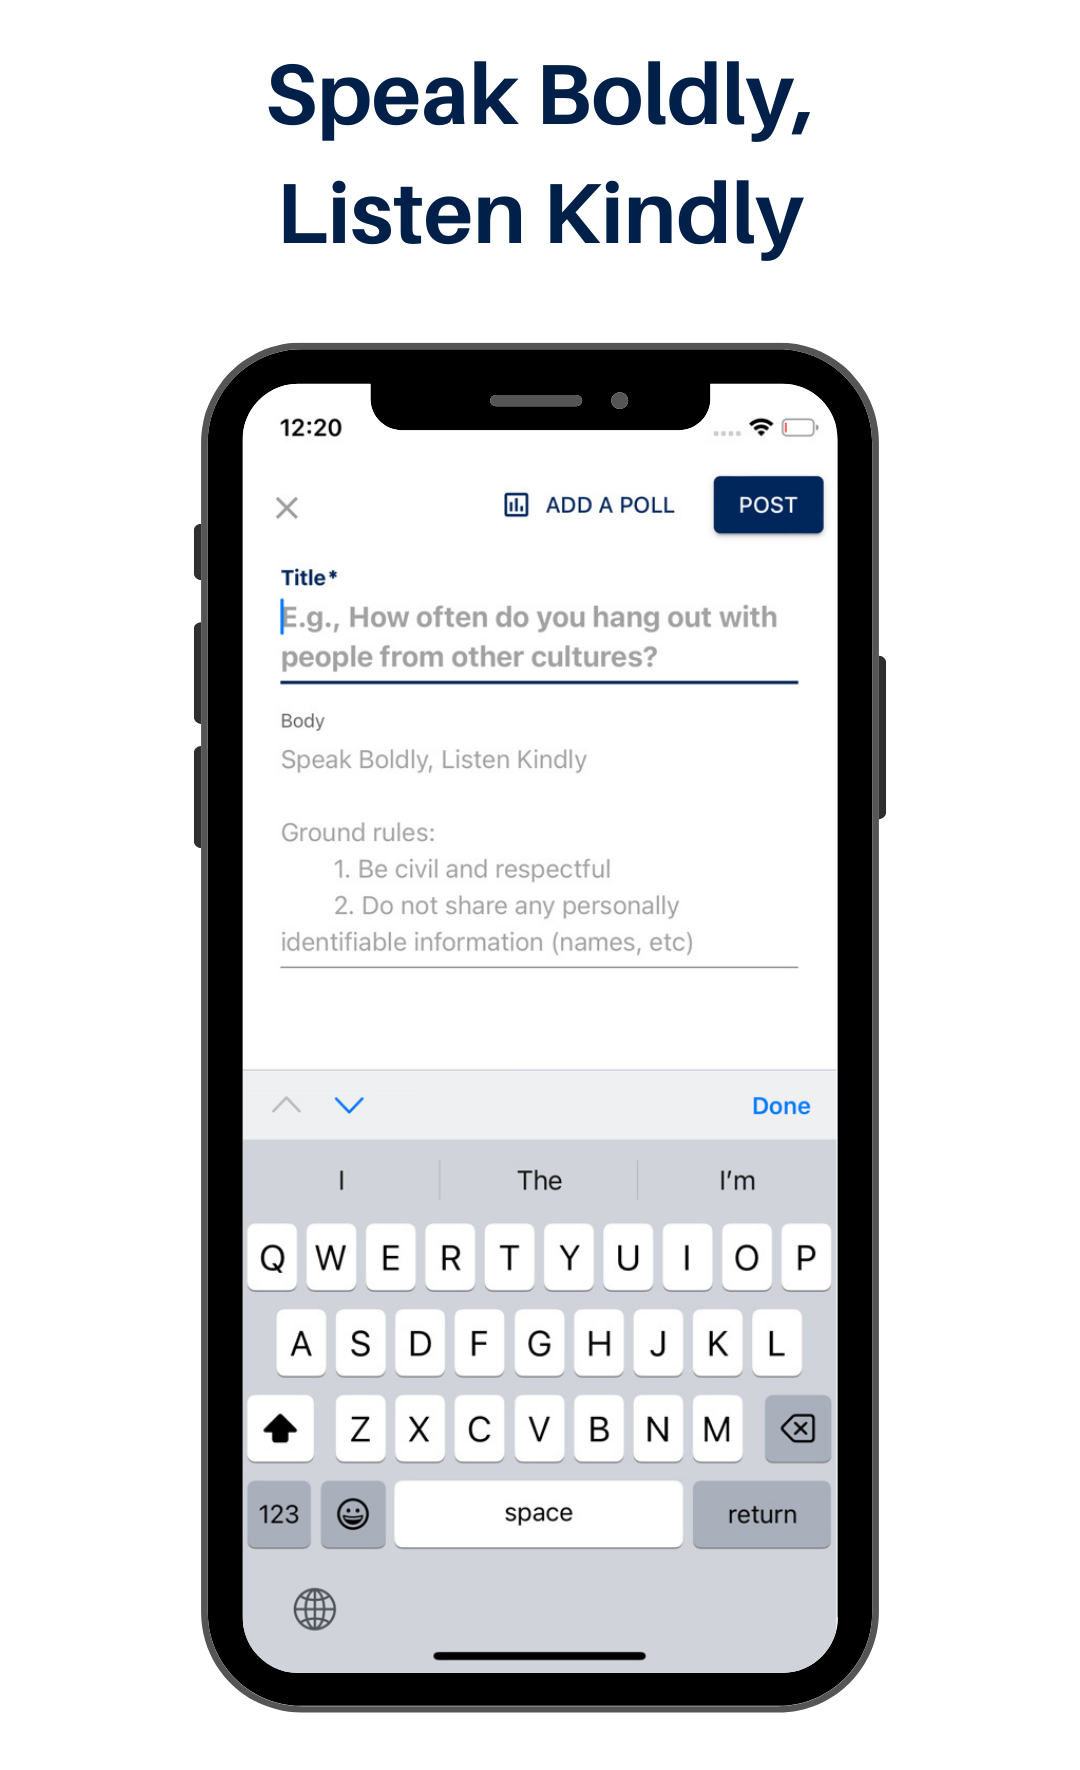 Speak Boldly,
Listen Kindly
12:20
ADD A POLL
POST
Title*
E.g., How often do you hang out with
people from other cultures?
Body
Speak Boldly, Listen Kindly
Ground rules:
1. Be civil and respectful
2. Do not share any personally
identifiable information (names, etc)
Done
I The I'm
Q W E R T Y U I O P
A S D F G H J K L
Z X C V B N M
123 space return